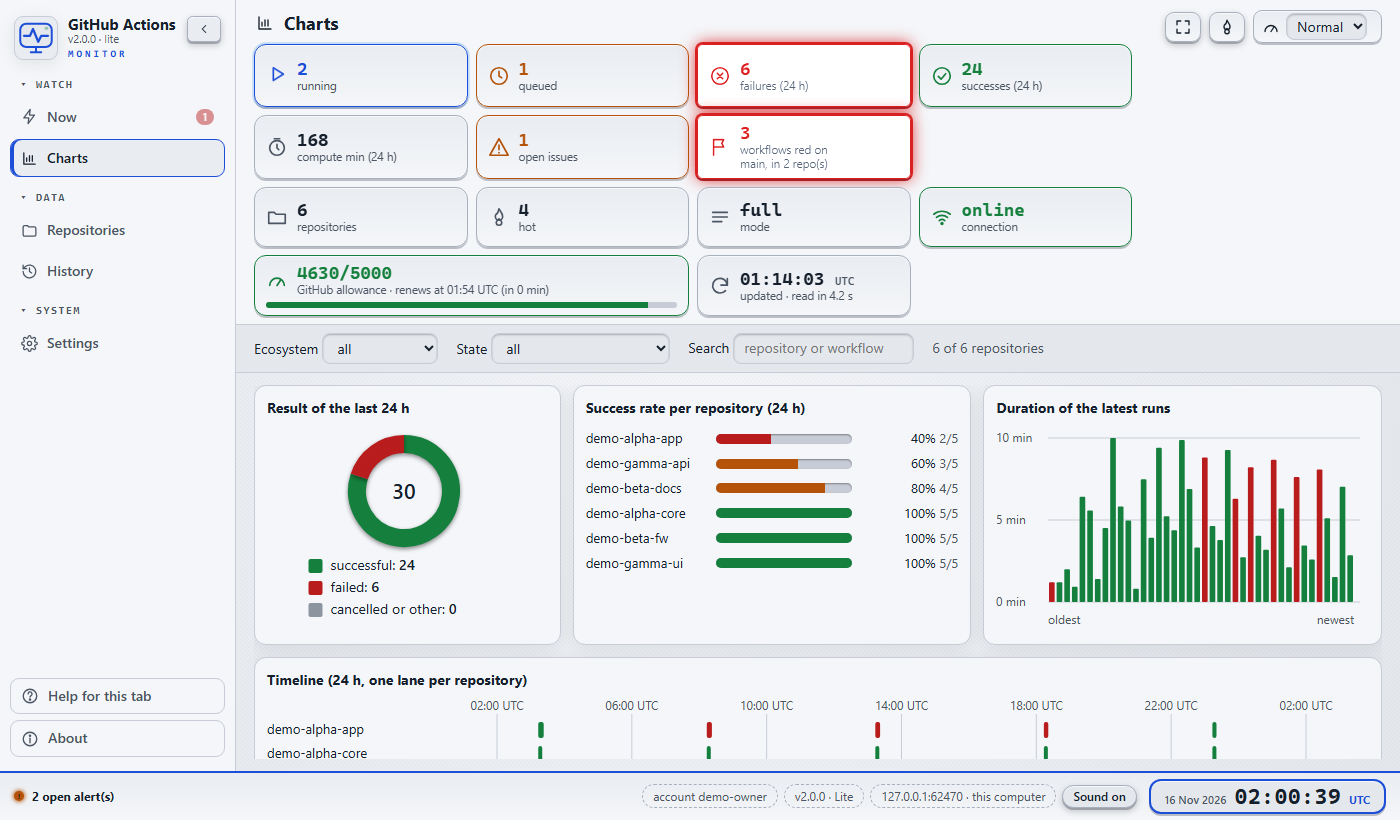 GitHub Actions
v2.0.0 · lite
MONITOR
WATCH
Now
1
Charts
DATA
Repositories
History
SYSTEM
Settings
Help for this tab
About
Charts
Normal
2
running
1
queued
6
failures (24 h)
24
successes (24 h)
168
compute min (24 h)
1
open issues
3
workflows red on
main, in 2 repo(s)
6
repositories
4
hot
full
mode
online
connection
4630/5000
GitHub allowance · renews at 01:54 UTC (in 0 min)
01:14:03 UTC
updated · read in 4.2 s
Ecosystem all State all Search repository or workflow 6 of 6 repositories
Result of the last 24 h
30
successful: 24
failed: 6
cancelled or other: 0
Success rate per repository (24 h)
demo-alpha-app 40% 2/5
demo-gamma-api 60% 3/5
demo-beta-docs 80% 4/5
demo-alpha-core 100% 5/5
demo-beta-fw 100% 5/5
demo-gamma-ui 100% 5/5
Duration of the latest runs
10 min
5 min
0 min
oldest newest
Timeline (24 h, one lane per repository)
02:00 UTC 06:00 UTC 10:00 UTC 14:00 UTC 18:00 UTC 22:00 UTC 02:00 UTC
demo-alpha-app
demo-alpha-core
2 open alert(s)
account demo-owner
v2.0.0 · Lite
127.0.0.1:62470 · this computer
Sound on
16 Nov 2026 02:00:39 UTC